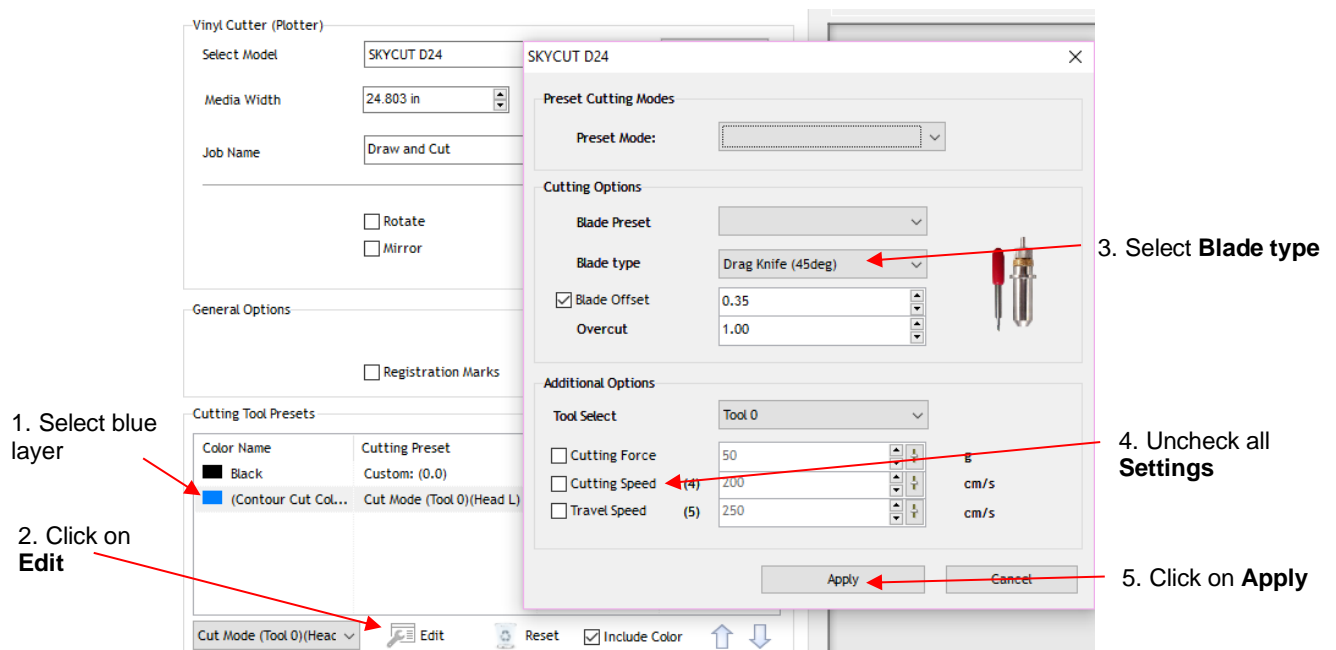 Vinyl Cutter (Plotter)
Select Model SKYCUT D24
Media Width 24.803 in
Job Name Draw and Cut
Rotate
Mirror
General Options
Registration Marks
Cutting Tool Presets
Color Name Cutting Preset
Black Custom: (0.0)
(Contour Cut Col... Cut Mode (Tool 0)(Head L)
Cut Mode (Tool 0)(Heac Edit Reset Include Color
SKYCUT D24
Preset Cutting Modes
Preset Mode:
Cutting Options
Blade Preset
Blade type Drag Knife (45deg)
Blade Offset 0.35
Overcut 1.00
Additional Options
Tool Select Tool 0
Cutting Force 50 g
Cutting Speed (4) 200 cm/s
Travel Speed (5) 250 cm/s
Apply Cancel
1. Select blue
layer
2. Click on
Edit
3. Select Blade type
4. Uncheck all
Settings
5. Click on Apply